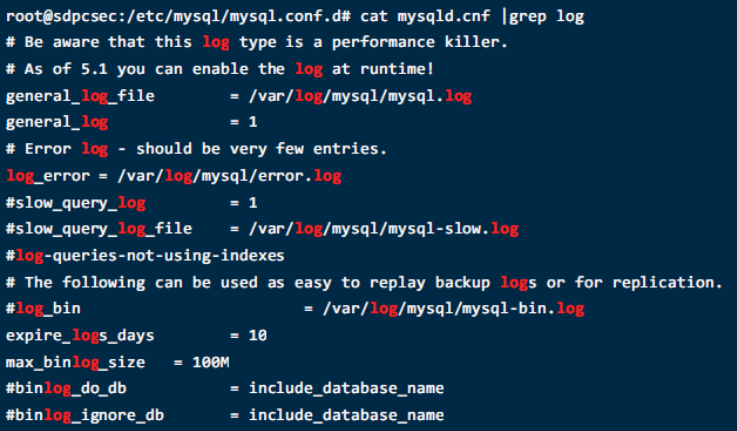 root@sdpcsec:/etc/mysql/mysql.conf.d# cat mysqld.cnf |grep log
# Be aware that this log type is a performance killer.
# As of 5.1 you can enable the log at runtime!
general_log_file        = /var/log/mysql/mysql.log
general_log             = 1
# Error log - should be very few entries.
log_error = /var/log/mysql/error.log
#slow_query_log         = 1
#slow_query_log_file    = /var/log/mysql/mysql-slow.log
#log-queries-not-using-indexes
# The following can be used as easy to replay backup logs or for replication.
#log_bin                        = /var/log/mysql/mysql-bin.log
expire_logs_days        = 10
max_binlog_size   = 100M
#binlog_do_db           = include_database_name
#binlog_ignore_db       = include_database_name